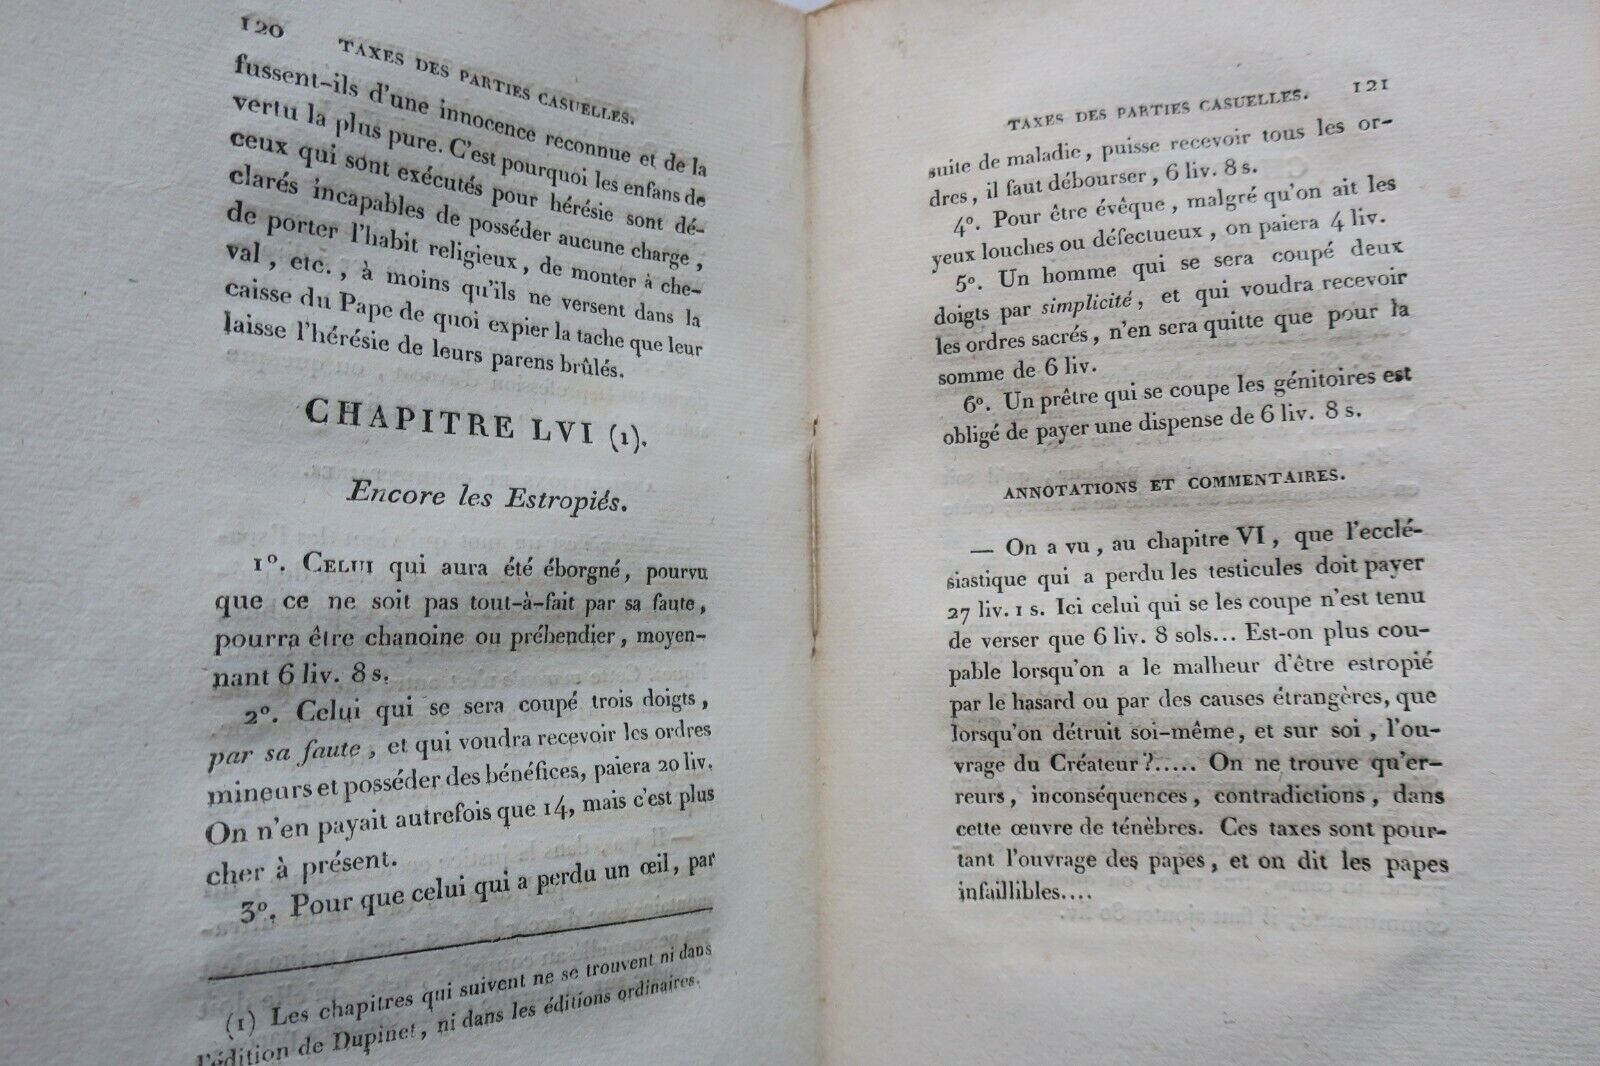 120 TAXES DES PARTIES CASUELLES.
fussent-ils d'une innocence reconnue et de la
vertu la plus pure. C'est pourquoi les enfans de
ceux qui sont exécutés pour hérésie sont dé-
clarés incapables de posséder aucune charge,
de porter l'habit religieux, de monter à che-
val, etc., à moins qu'ils ne versent dans la
caisse du Pape de quoi expier la tache que leur
laisse l'hérésie de leurs parens brûlés.
CHAPITRE LVI (1).
Encore les Estropiés.
1º. CELUI qui aura été éborgné, pourvu
que ce ne soit pas tout-à-fait par sa faute,
pourra être chanoine ou préhendier, moyen-
nant 6 liv. 8 s.
2º. Celui qui se sera coupé trois doigts,
par sa faute, et qui voudra recevoir les ordres
mineurs et posséder des bénéfices, paiera 20 liv.
On n'en payait autrefois que 14, mais c'est plus
cher à présent.
3º. Pour que celui qui a perdu un œil, par
(1) Les chapitres qui suivent ne se trouvent ni dans
l'édition de Dupinet, ni dans les éditions ordinaires.
TAXES DES PARTIES CASUELLES. 121
suite de maladie, puisse recevoir tous les or-
dres, il faut débourser, 6 liv. 8 s.
4º. Pour être évêque, malgré qu'on ait les
yeux louches ou défectueux, on paiera 4 liv.
5º. Un homme qui se sera coupé deux
doigts par simplicité, et qui voudra recevoir
les ordres sacrés, n'en sera quitte que pour la
somme de 6 liv.
6º. Un prêtre qui se coupe les génitoires est
obligé de payer une dispense de 6 liv. 8 s.
ANNOTATIONS ET COMMENTAIRES.
— On a vu, au chapitre VI, que l'ecclé-
siastique qui a perdu les testicules doit payer
27 liv. 1 s. Ici celui qui se les coupe n'est tenu
de verser que 6 liv. 8 sols... Est-on plus cou-
pable lorsqu'on a le malheur d'être estropié
par le hasard ou par des causes étrangères, que
lorsqu'on détruit soi-même, et sur soi, l'ou-
vrage du Créateur?..... On ne trouve qu'er-
reurs, inconséquences, contradictions, dans
cette œuvre de ténèbres. Ces taxes sont pour-
tant l'ouvrage des papes, et on dit les papes
infaillibles....